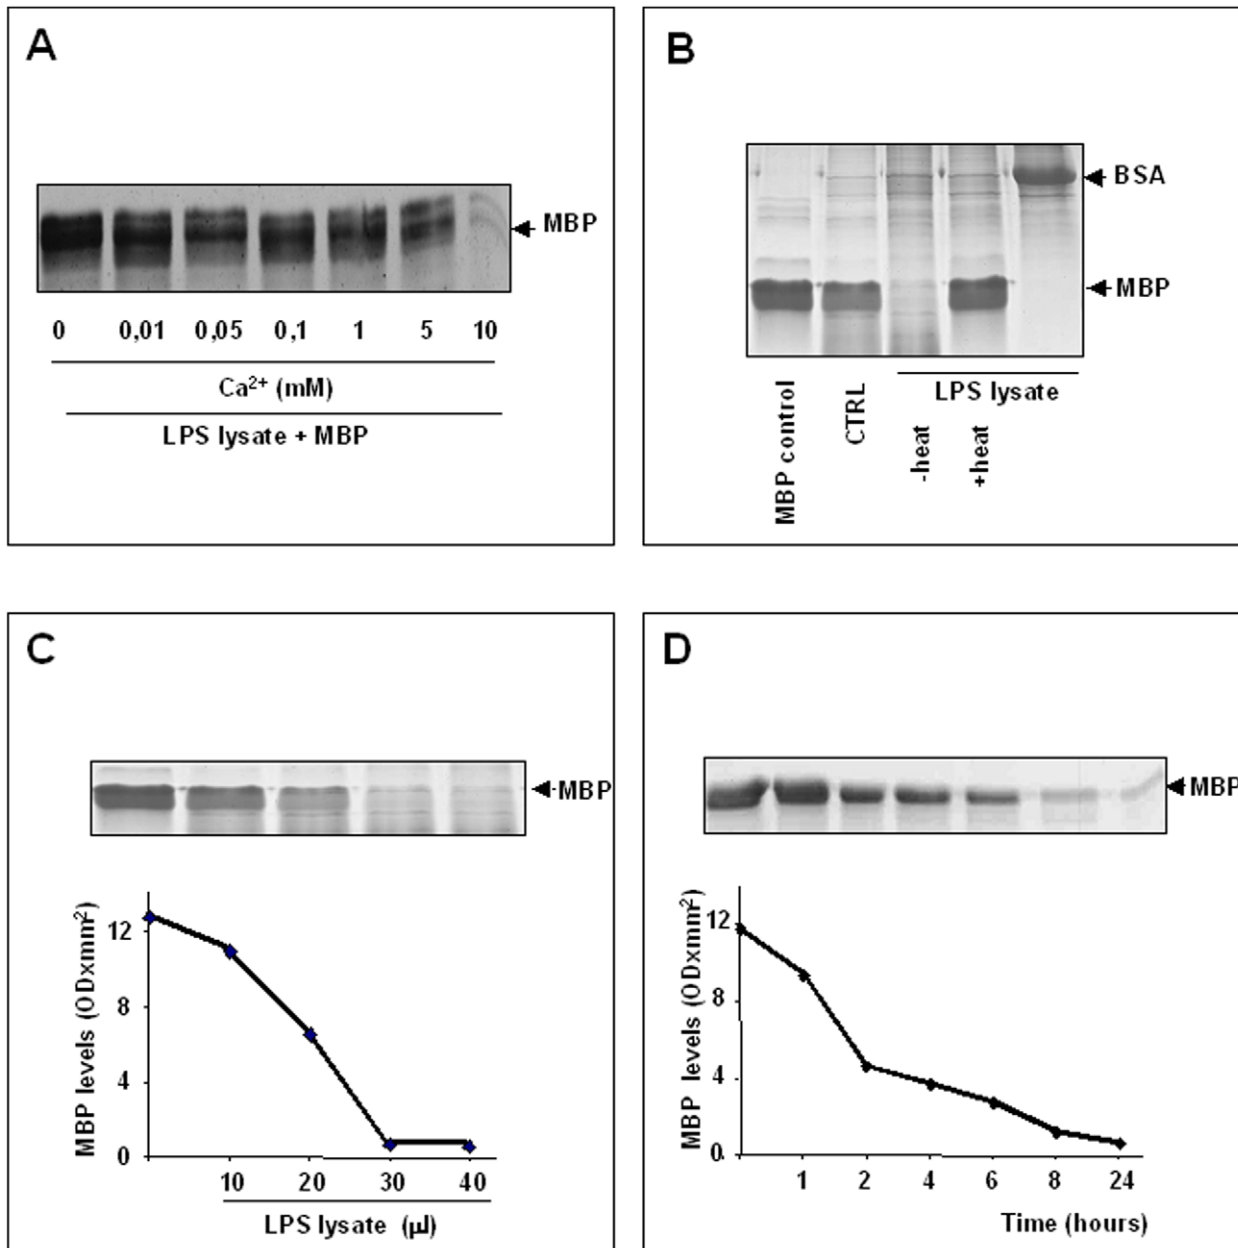 A
MBP
0 0,01 0,05 0,1 1 5 10
Ca²⁺ (mM)
LPS lysate + MBP
B
BSA
MBP
LPS lysate
MBP control
CTRL
-heat
+heat
C
MBP
MBP levels (ODxmm²)
12
8
4
0
10 20 30 40
LPS lysate (µl)
D
MBP
MBP levels (ODxmm²)
12
8
4
0
1 2 4 6 8 24
Time (hours)